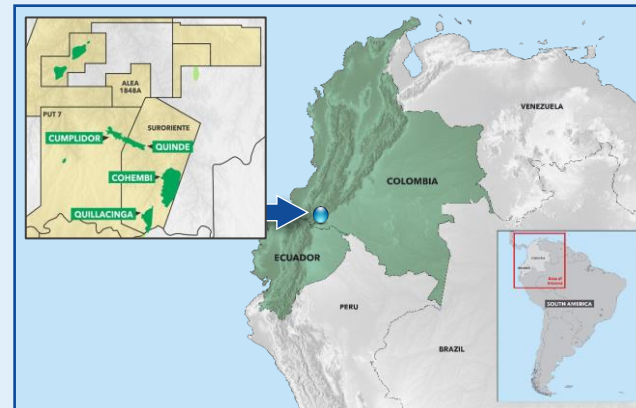 ALEA
1848A
PUT 7
SURORIENTE
CUMPLIDOR
QUINDE
COHEMBI
QUILLACINGA
VENEZUELA
COLOMBIA
ECUADOR
PERU
BRAZIL
SOUTH AMERICA